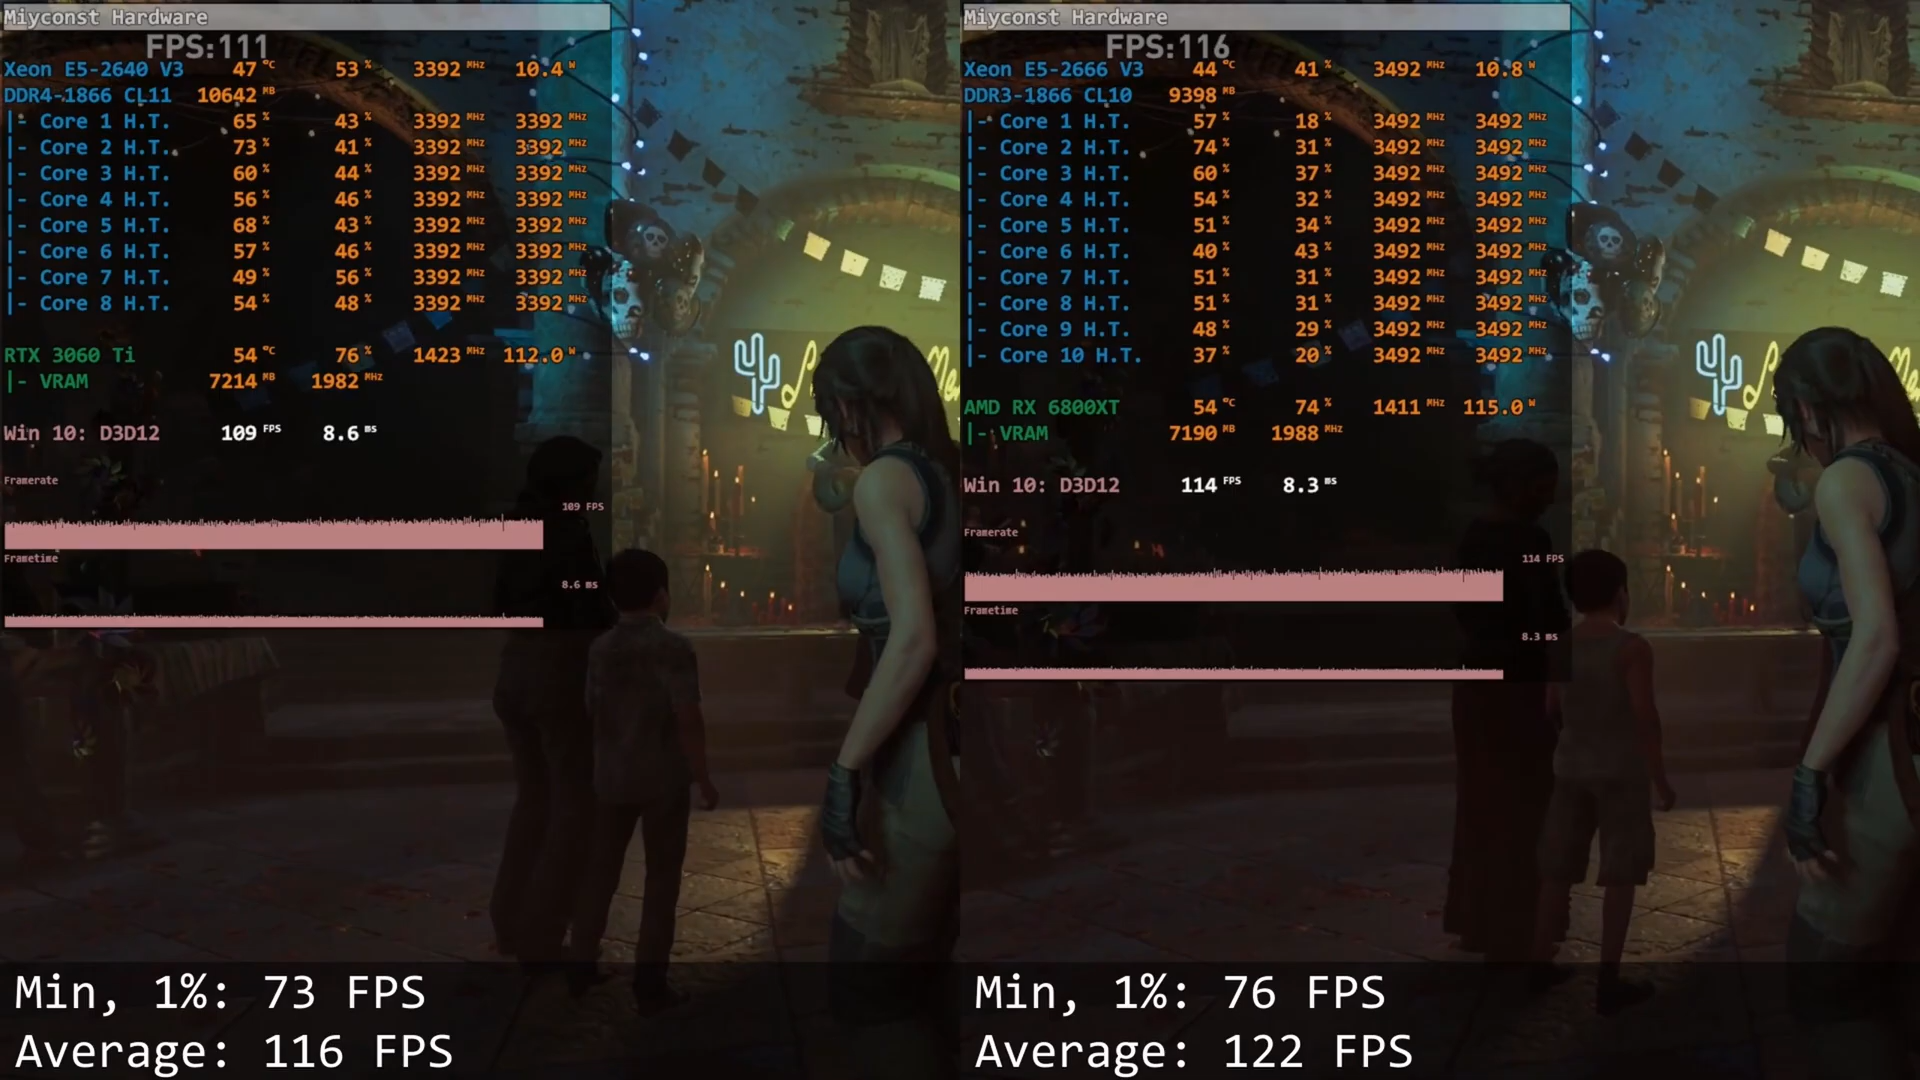 Miyconst Hardware
FPS:111
Xeon E5-2640 V3 47 °C 53 % 3392 MHz 10.4 W
DDR4-1866 CL11 10642 MB
|- Core 1 H.T. 65 % 43 % 3392 MHz 3392 MHz
|- Core 2 H.T. 73 % 41 % 3392 MHz 3392 MHz
|- Core 3 H.T. 60 % 44 % 3392 MHz 3392 MHz
|- Core 4 H.T. 56 % 46 % 3392 MHz 3392 MHz
|- Core 5 H.T. 68 % 43 % 3392 MHz 3392 MHz
|- Core 6 H.T. 57 % 46 % 3392 MHz 3392 MHz
|- Core 7 H.T. 49 % 56 % 3392 MHz 3392 MHz
|- Core 8 H.T. 54 % 48 % 3392 MHz 3392 MHz
RTX 3060 Ti 54 °C 76 % 1423 MHz 112.0 W
|- VRAM 7214 MB 1982 MHz
Win 10: D3D12 109 FPS 8.6 ms
Framerate
109 FPS
Frametime
8.6 ms
Min, 1%: 73 FPS
Average: 116 FPS
Miyconst Hardware
FPS:116
Xeon E5-2666 V3 44 °C 41 % 3492 MHz 10.8 W
DDR3-1866 CL10 9398 MB
|- Core 1 H.T. 57 % 18 % 3492 MHz 3492 MHz
|- Core 2 H.T. 74 % 31 % 3492 MHz 3492 MHz
|- Core 3 H.T. 60 % 37 % 3492 MHz 3492 MHz
|- Core 4 H.T. 54 % 32 % 3492 MHz 3492 MHz
|- Core 5 H.T. 51 % 34 % 3492 MHz 3492 MHz
|- Core 6 H.T. 40 % 43 % 3492 MHz 3492 MHz
|- Core 7 H.T. 51 % 31 % 3492 MHz 3492 MHz
|- Core 8 H.T. 51 % 31 % 3492 MHz 3492 MHz
|- Core 9 H.T. 48 % 29 % 3492 MHz 3492 MHz
|- Core 10 H.T. 37 % 20 % 3492 MHz 3492 MHz
AMD RX 6800XT 54 °C 74 % 1411 MHz 115.0 W
|- VRAM 7190 MB 1988 MHz
Win 10: D3D12 114 FPS 8.3 ms
Framerate
114 FPS
Frametime
8.3 ms
Min, 1%: 76 FPS
Average: 122 FPS